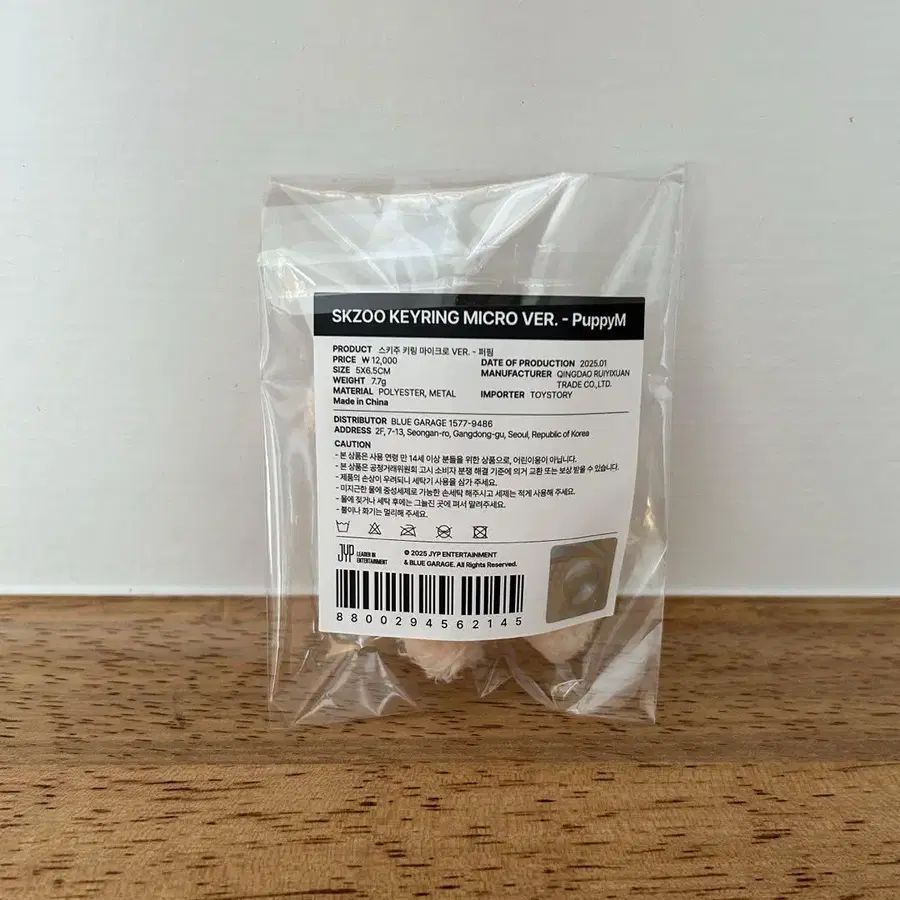 SKZOO KEYRING MICRO VER. - PuppyM
PRODUCT 스키주 키링 마이크로 VER. - 퍼핌
PRICE ₩ 12,000
SIZE 5X6.5CM
WEIGHT 7.7g
MATERIAL POLYESTER, METAL
Made in China
DATE OF PRODUCTION 2025.01
MANUFACTURER QINGDAO RUIYIXUAN
TRADE CO.,LTD.
IMPORTER TOYSTORY
DISTRIBUTOR BLUE GARAGE 1577-9486
ADDRESS 2F, 7-13, Seongan-ro, Gangdong-gu, Seoul, Republic of Korea
CAUTION
- 본 상품은 사용 연령 만 14세 이상 분들을 위한 상품으로, 어린이용이 아닙니다.
- 본 상품은 공정거래위원회 고시 소비자 분쟁 해결 기준에 의거 교환 또는 보상 받을 수 있습니다.
- 제품의 손상이 우려되니 세탁기 사용을 삼가 주세요.
- 미지근한 물에 중성세제로 가능한 손세탁 해주시고 세제는 적게 사용해 주세요.
- 물에 젖거나 세탁 후에는 그늘진 곳에 펴서 말려주세요.
- 불이나 화기는 멀리해 주세요.
JYP LEADER IN
ENTERTAINMENT
© 2025 JYP ENTERTAINMENT
& BLUE GARAGE. All Rights Reserved.
8800294562145